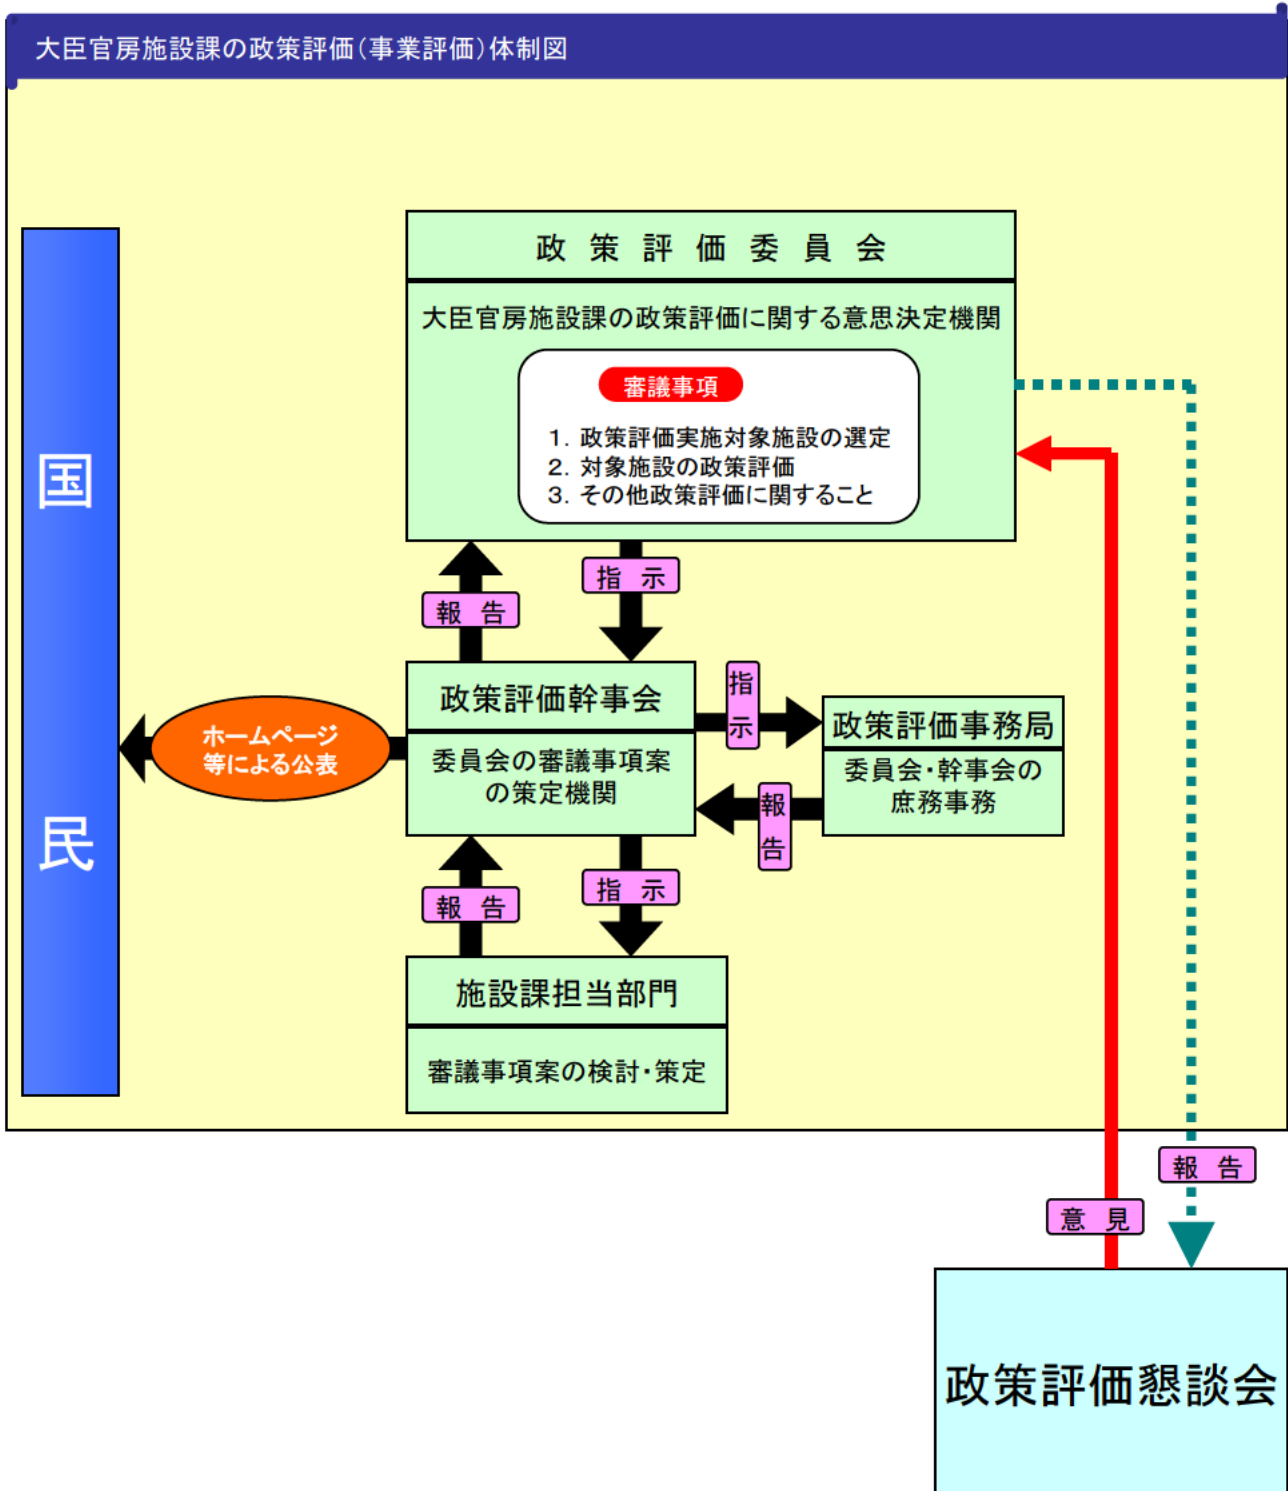 大臣官房施設課の政策評価(事業評価)体制図
政策評価委員会
大臣官房施設課の政策評価に関する意思決定機関
審議事項
1. 政策評価実施対象施設の選定
2. 対象施設の政策評価
3. その他政策評価に関すること
国
民
報告
指示
政策評価幹事会
委員会の審議事項案
の策定機関
ホームページ
等による公表
指
示
報
告
政策評価事務局
委員会・幹事会の
庶務事務
報告
指示
施設課担当部門
審議事項案の検討・策定
報告
意見
政策評価懇談会